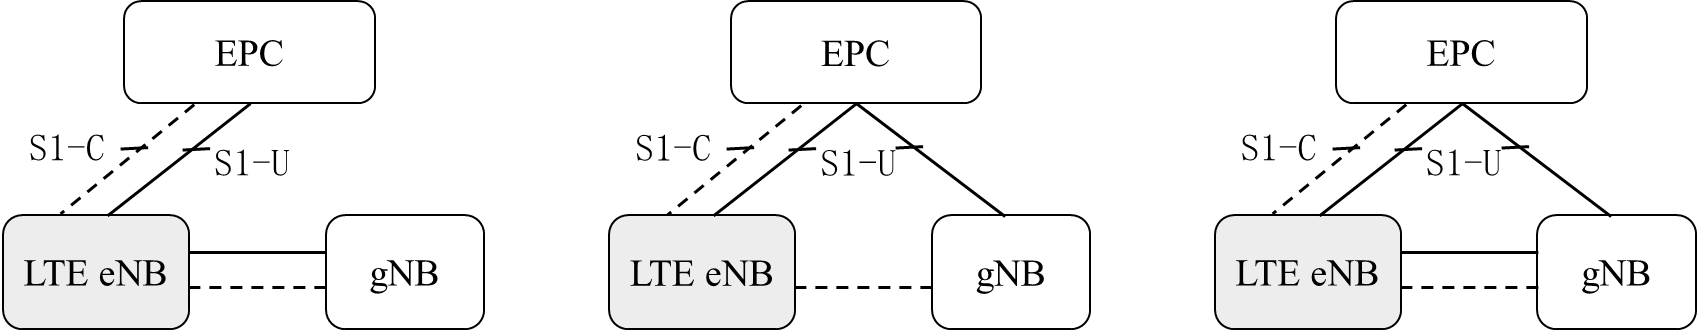 EPC
S1-C
S1-U
LTE eNB
gNB
EPC
S1-C
S1-U
LTE eNB
gNB
EPC
S1-C
S1-U
LTE eNB
gNB